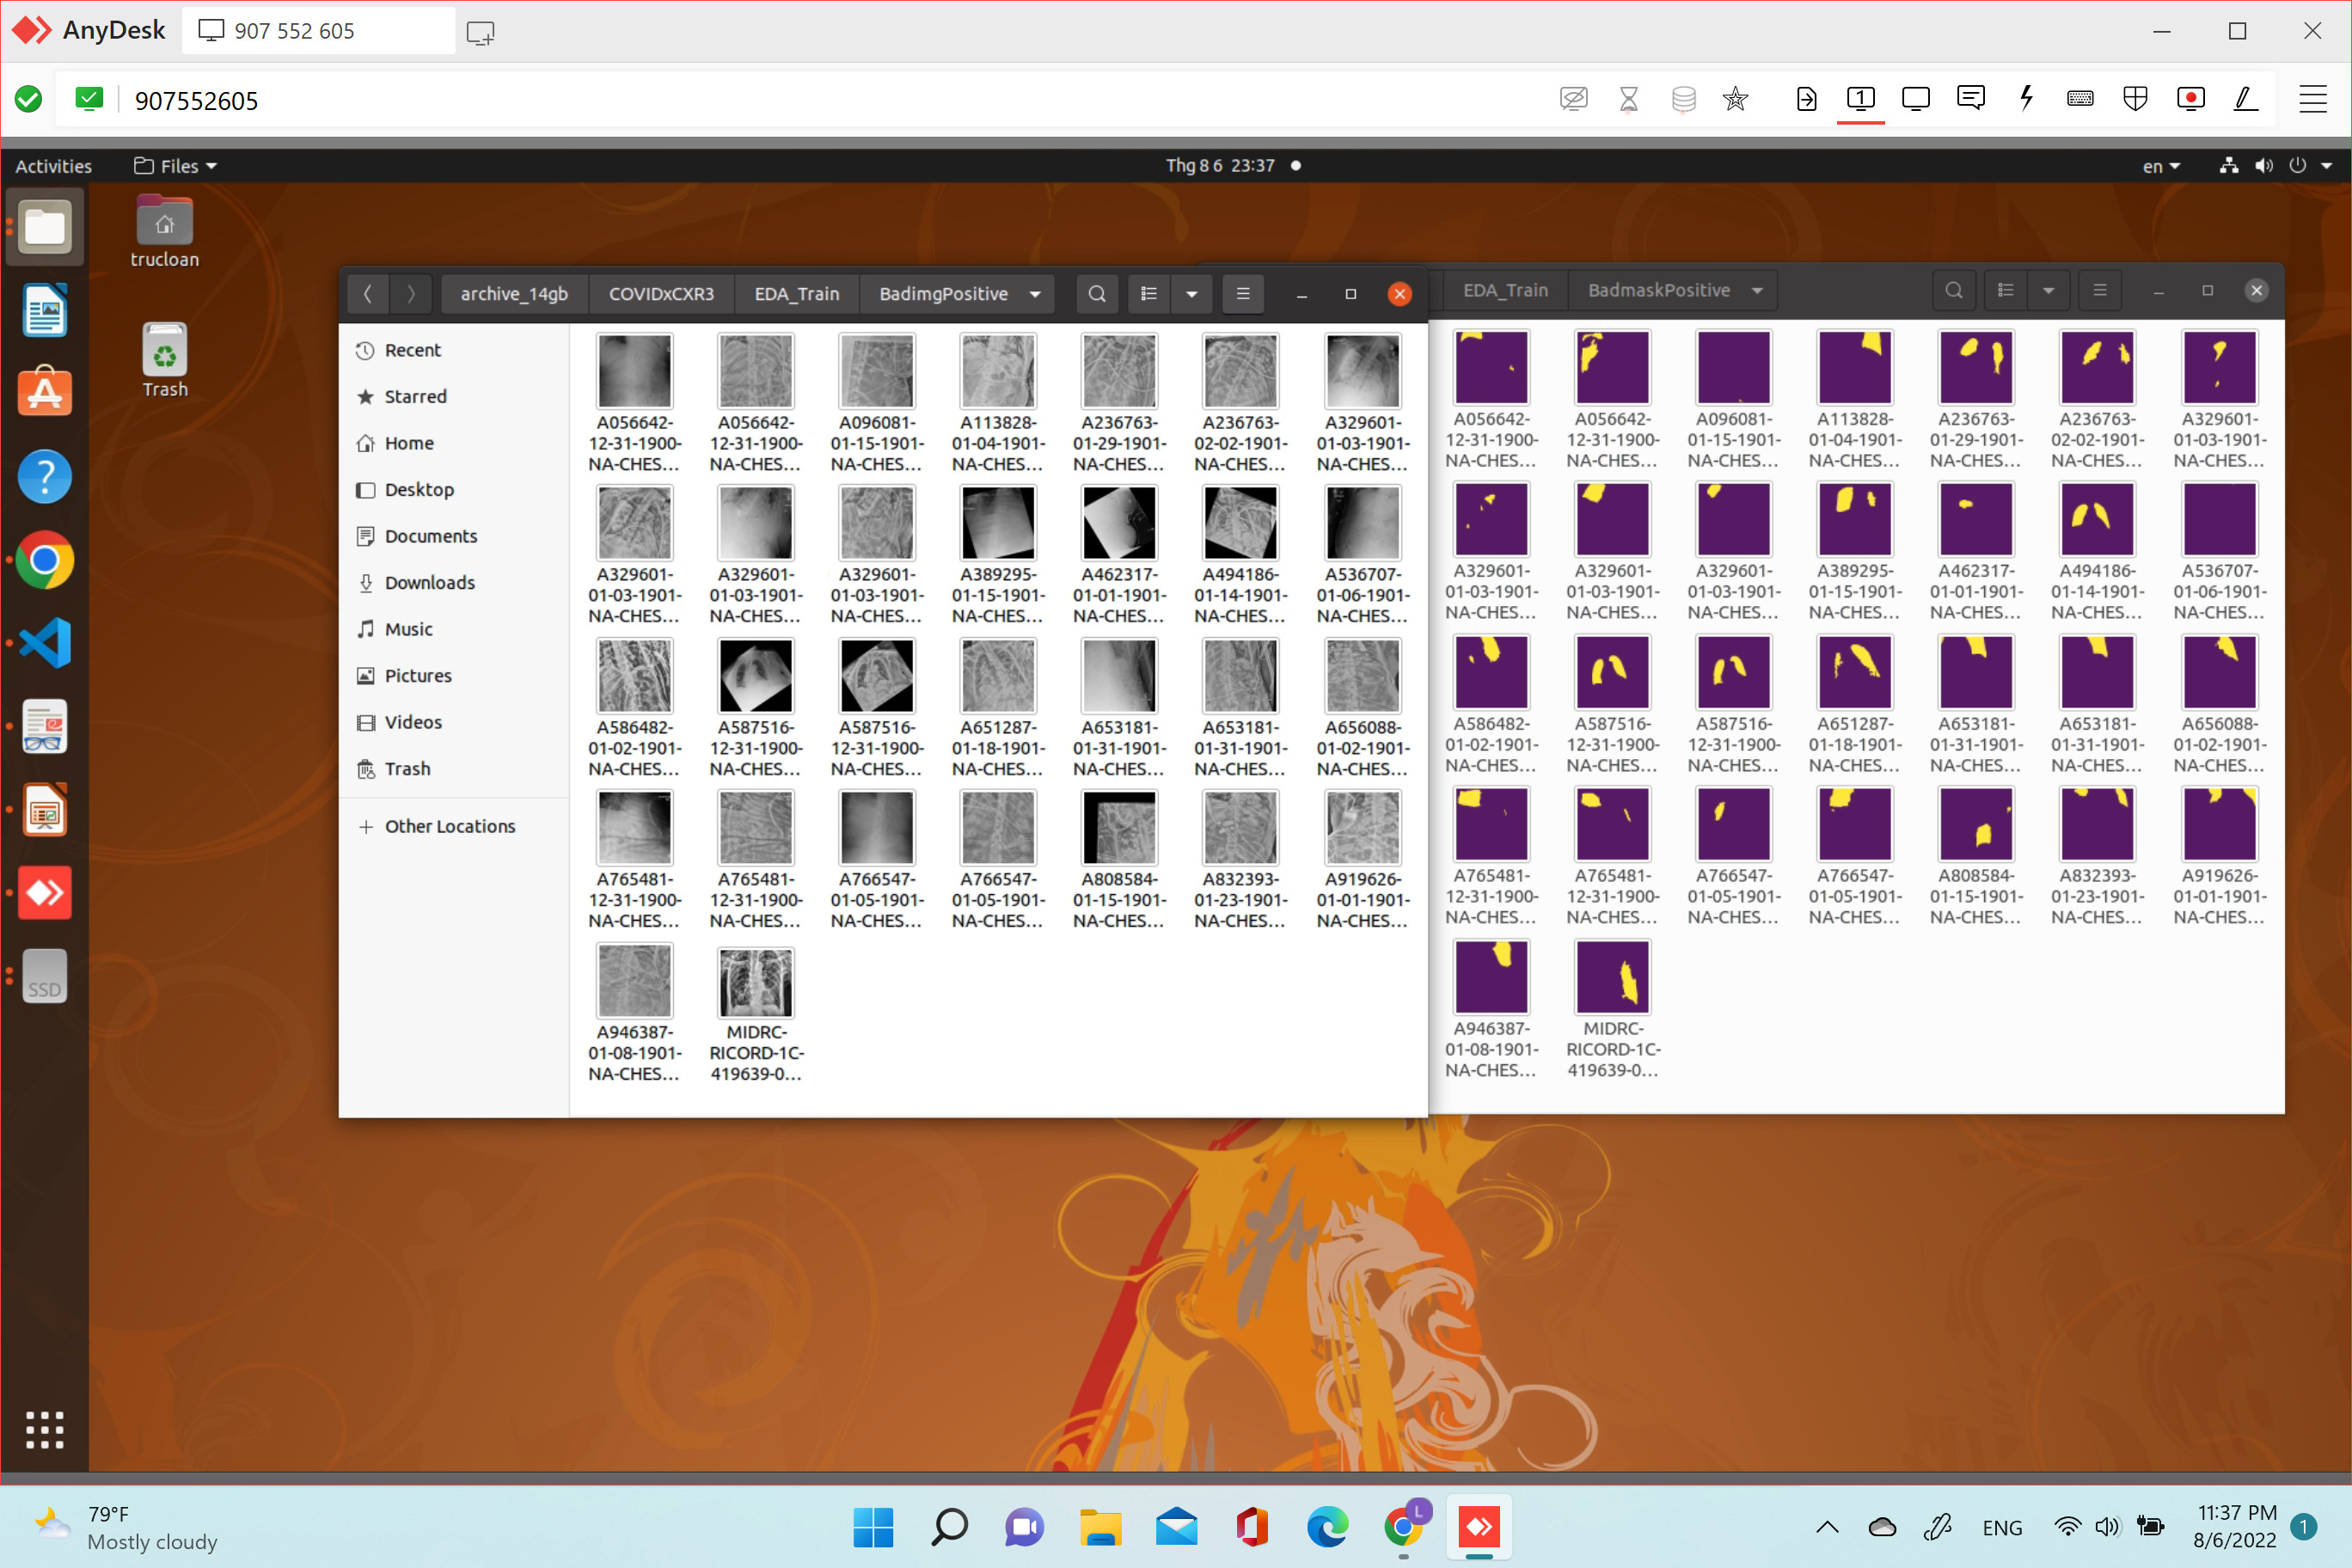 AnyDesk
907 552 605
907552605
1
Activities
Files
Thg 8 6 23:37
en
trucloan
Trash
SSD
archive_14gb
COVIDxCXR3
EDA_Train
BadimgPositive
Recent
Starred
Home
Desktop
Documents
Downloads
Music
Pictures
Videos
Trash
Other Locations
A056642-
12-31-1900-
NA-CHES...
A056642-
12-31-1900-
NA-CHES...
A096081-
01-15-1901-
NA-CHES...
A113828-
01-04-1901-
NA-CHES...
A236763-
01-29-1901-
NA-CHES...
A236763-
02-02-1901-
NA-CHES...
A329601-
01-03-1901-
NA-CHES...
A329601-
01-03-1901-
NA-CHES...
A329601-
01-03-1901-
NA-CHES...
A329601-
01-03-1901-
NA-CHES...
A389295-
01-15-1901-
NA-CHES...
A462317-
01-01-1901-
NA-CHES...
A494186-
01-14-1901-
NA-CHES...
A536707-
01-06-1901-
NA-CHES...
A586482-
01-02-1901-
NA-CHES...
A587516-
12-31-1900-
NA-CHES...
A587516-
12-31-1900-
NA-CHES...
A651287-
01-18-1901-
NA-CHES...
A653181-
01-31-1901-
NA-CHES...
A653181-
01-31-1901-
NA-CHES...
A656088-
01-02-1901-
NA-CHES...
A765481-
12-31-1900-
NA-CHES...
A765481-
12-31-1900-
NA-CHES...
A766547-
01-05-1901-
NA-CHES...
A766547-
01-05-1901-
NA-CHES...
A808584-
01-15-1901-
NA-CHES...
A832393-
01-23-1901-
NA-CHES...
A919626-
01-01-1901-
NA-CHES...
A946387-
01-08-1901-
NA-CHES...
MIDRC-
RICORD-1C-
419639-0...
EDA_Train
BadmaskPositive
A056642-
12-31-1900-
NA-CHES...
A056642-
12-31-1900-
NA-CHES...
A096081-
01-15-1901-
NA-CHES...
A113828-
01-04-1901-
NA-CHES...
A236763-
01-29-1901-
NA-CHES...
A236763-
02-02-1901-
NA-CHES...
A329601-
01-03-1901-
NA-CHES...
A329601-
01-03-1901-
NA-CHES...
A329601-
01-03-1901-
NA-CHES...
A329601-
01-03-1901-
NA-CHES...
A389295-
01-15-1901-
NA-CHES...
A462317-
01-01-1901-
NA-CHES...
A494186-
01-14-1901-
NA-CHES...
A536707-
01-06-1901-
NA-CHES...
A586482-
01-02-1901-
NA-CHES...
A587516-
12-31-1900-
NA-CHES...
A587516-
12-31-1900-
NA-CHES...
A651287-
01-18-1901-
NA-CHES...
A653181-
01-31-1901-
NA-CHES...
A653181-
01-31-1901-
NA-CHES...
A656088-
01-02-1901-
NA-CHES...
A765481-
12-31-1900-
NA-CHES...
A765481-
12-31-1900-
NA-CHES...
A766547-
01-05-1901-
NA-CHES...
A766547-
01-05-1901-
NA-CHES...
A808584-
01-15-1901-
NA-CHES...
A832393-
01-23-1901-
NA-CHES...
A919626-
01-01-1901-
NA-CHES...
A946387-
01-08-1901-
NA-CHES...
MIDRC-
RICORD-1C-
419639-0...
79°F
Mostly cloudy
L
ENG
11:37 PM
8/6/2022
1